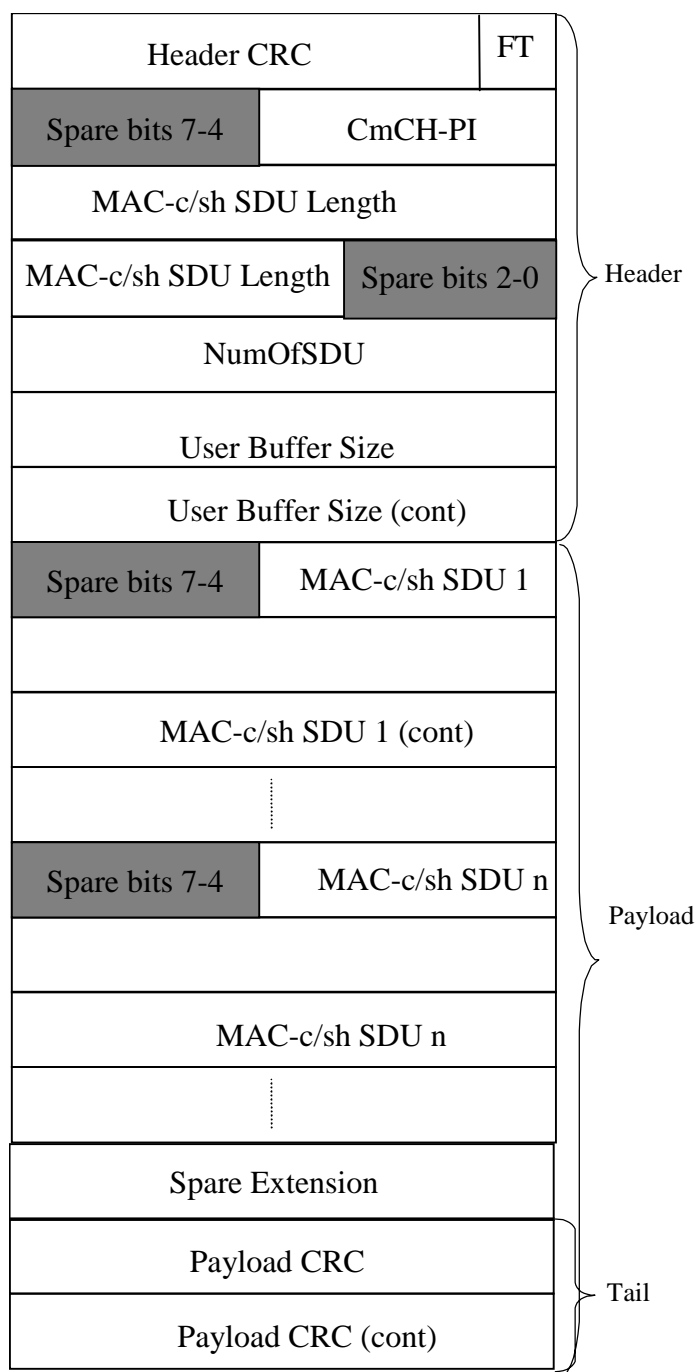 Header CRC FT
Spare bits 7-4 CmCH-PI
MAC-c/sh SDU Length
MAC-c/sh SDU Length Spare bits 2-0
Header
NumOfSDU
User Buffer Size
User Buffer Size (cont)
Spare bits 7-4 MAC-c/sh SDU 1
MAC-c/sh SDU 1 (cont)
Spare bits 7-4 MAC-c/sh SDU n
Payload
MAC-c/sh SDU n
Spare Extension
Payload CRC
Tail
Payload CRC (cont)